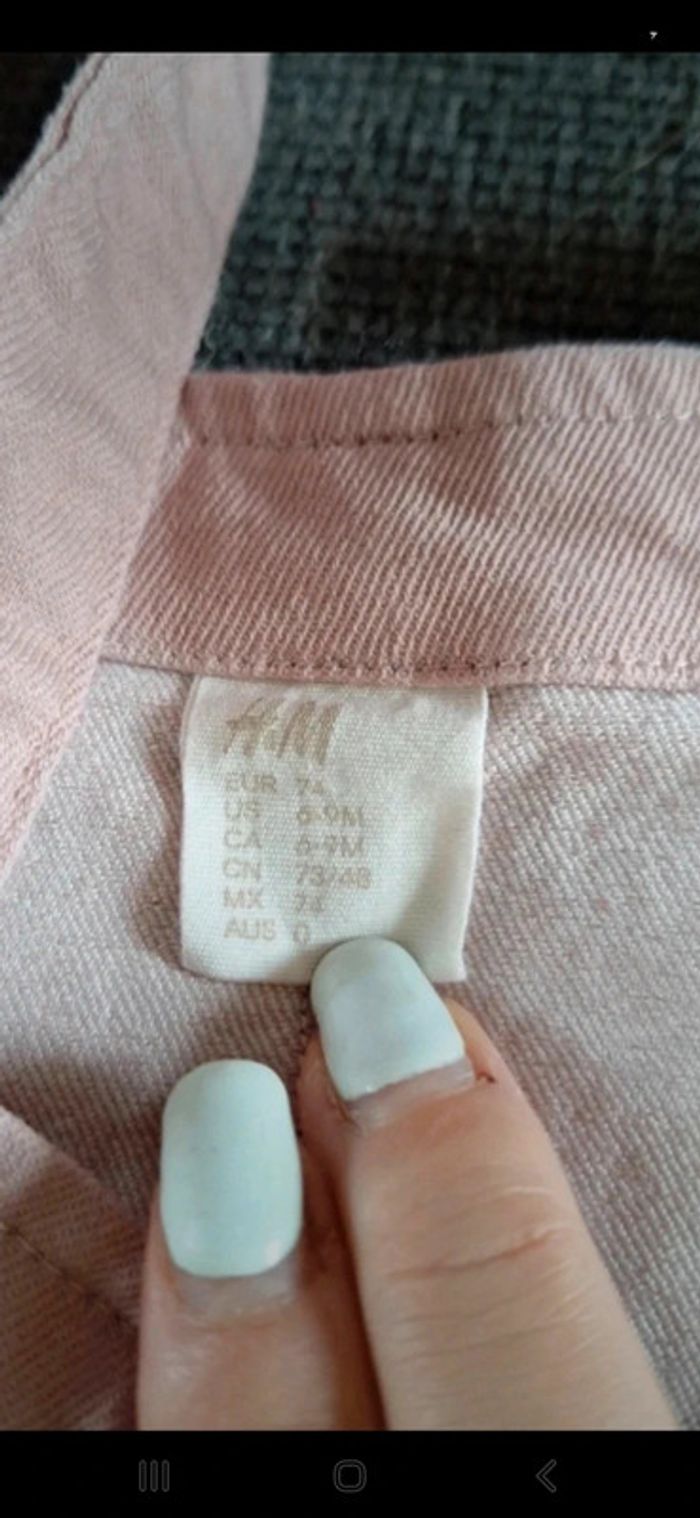 H&M
EUR 74
US 6-9M
CA 6-9M
CN 73/48
MX 74
AUS 0